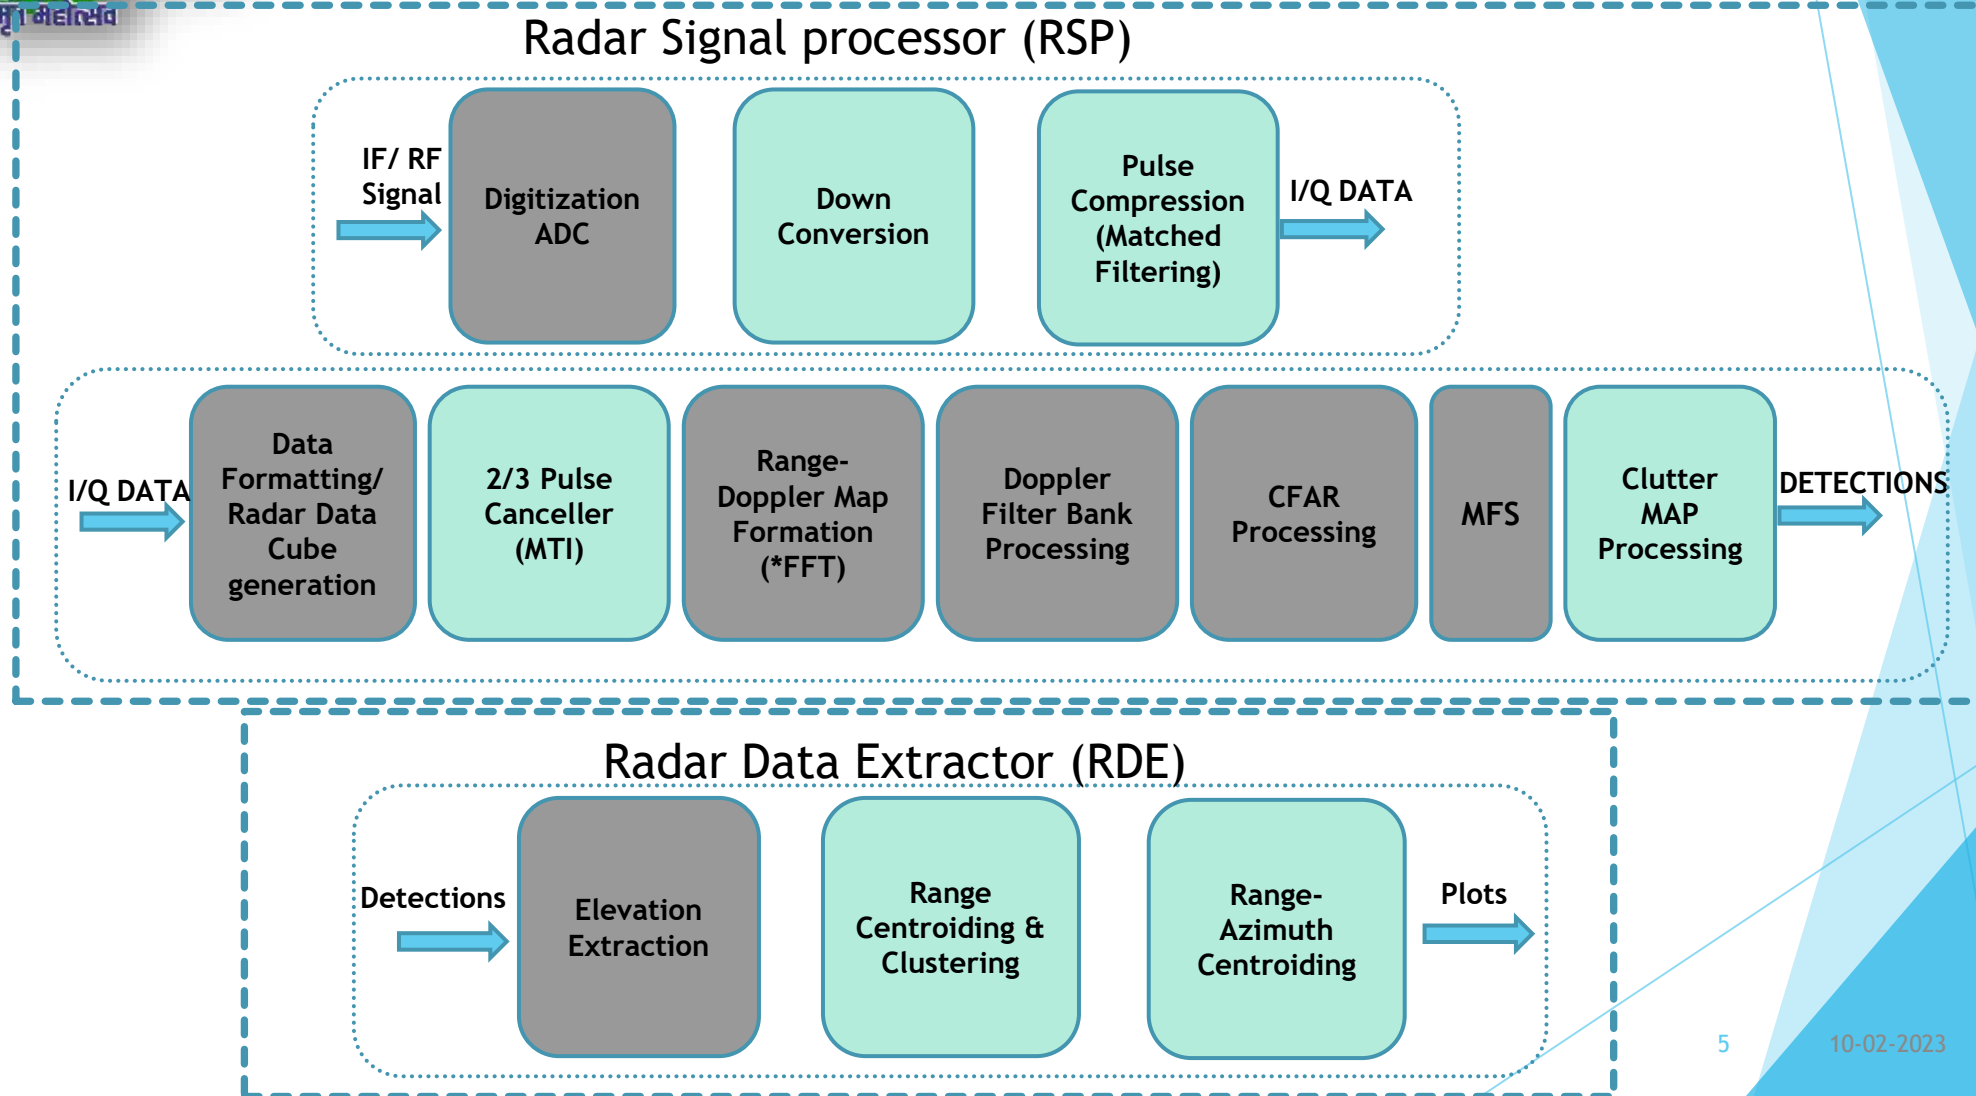 महोत्सव
Radar Signal processor (RSP)
IF/ RF
Signal
Digitization
ADC
Down
Conversion
Pulse
Compression
(Matched
Filtering)
I/Q DATA
I/Q DATA
Data
Formatting/
Radar Data
Cube
generation
2/3 Pulse
Canceller
(MTI)
Range-
Doppler Map
Formation
(*FFT)
Doppler
Filter Bank
Processing
CFAR
Processing
MFS
Clutter
MAP
Processing
DETECTIONS
Radar Data Extractor (RDE)
Detections
Elevation
Extraction
Range
Centroiding &
Clustering
Range-
Azimuth
Centroiding
Plots
5
10-02-2023